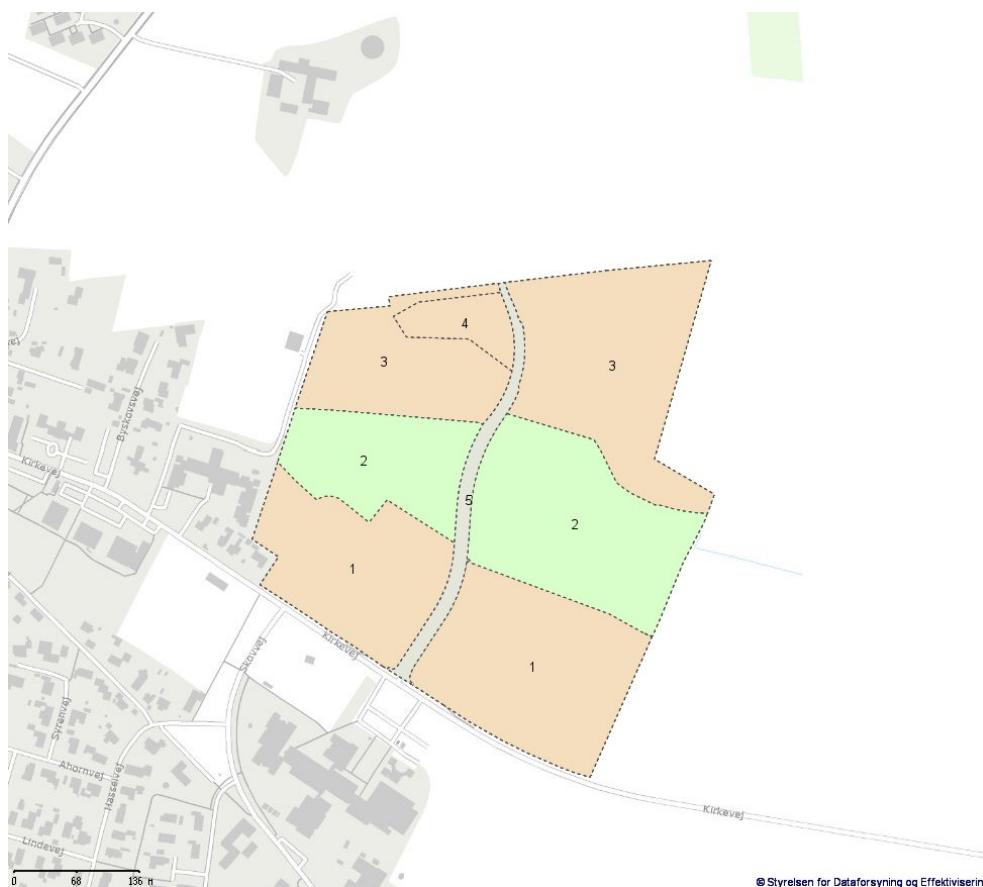 4
3
3
Byskovsvej
Kirkevej
2
5
2
1
Kirkevej
Skovvej
1
Syrenvej
Ahornvej
Hasselvej
Kirkevej
Lindevej
0 68 136 M
© Styrelsen for Dataforsyning og Effektiviserin